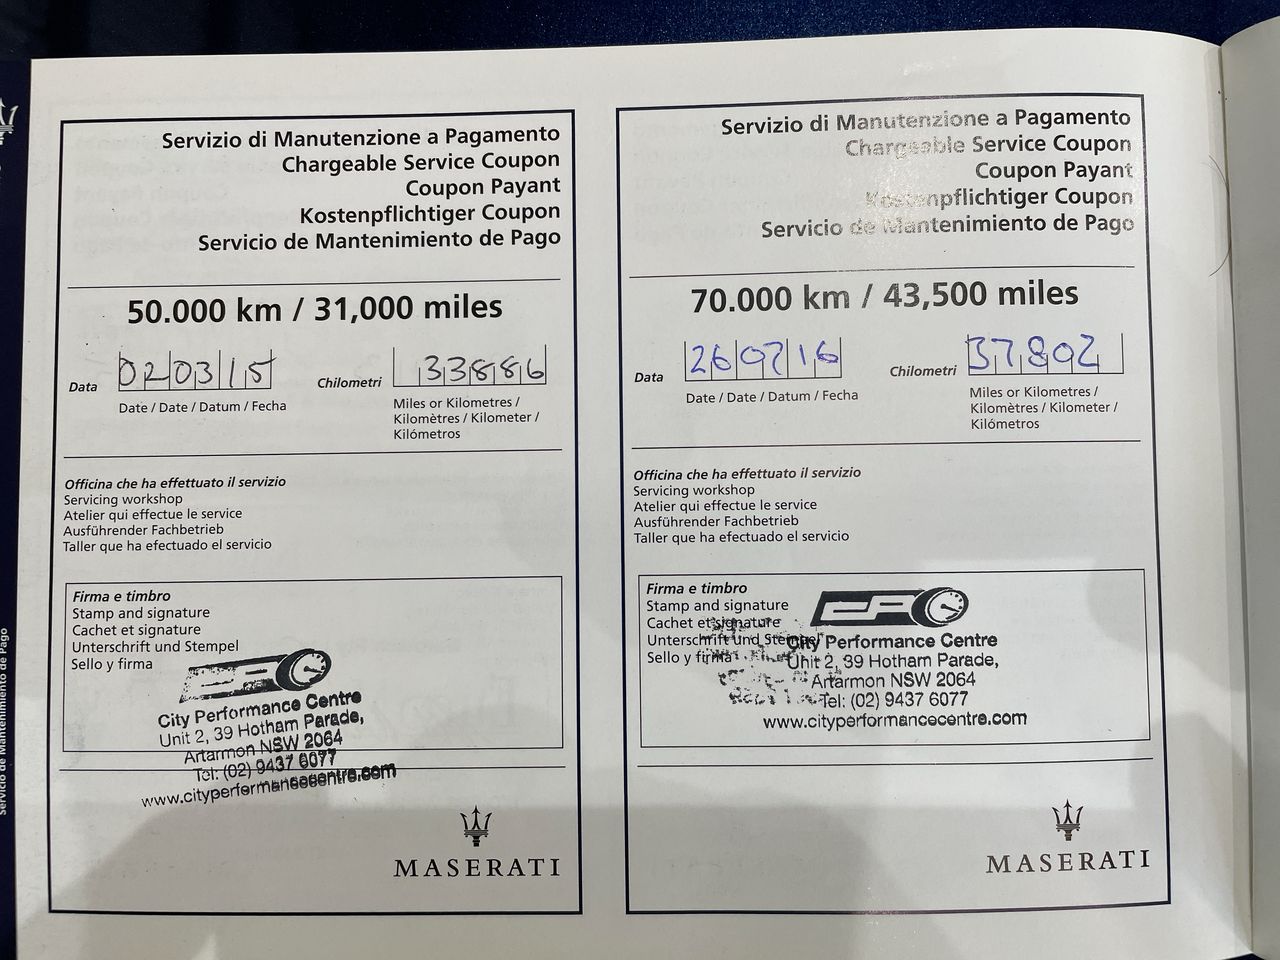 Servizio di Manutenzione a Pagamento
Chargeable Service Coupon
Coupon Payant
Kostenpflichtiger Coupon
Servicio de Mantenimiento de Pago
50.000 km / 31,000 miles
Data 02 03 15 Chilometri 33886
Date / Date / Datum / Fecha
Miles or Kilometres /
Kilomètres / Kilometer /
Kilómetros
Officina che ha effettuato il servizio
Servicing workshop
Atelier qui effectue le service
Ausführender Fachbetrieb
Taller que ha efectuado el servicio
Firma e timbro
Stamp and signature
Cachet et signature
Unterschrift und Stempel
Sello y firma
City Performance Centre
Unit 2, 39 Hotham Parade,
Artarmon NSW 2064
Tel: (02) 9437 6077
www.cityperformancecentre.com
MASERATI
Servizio di Manutenzione a Pagamento
Chargeable Service Coupon
Coupon Payant
Kostenpflichtiger Coupon
Servicio de Mantenimiento de Pago
70.000 km / 43,500 miles
Data 26 07 16 Chilometri 37802
Date / Date / Datum / Fecha
Miles or Kilometres /
Kilomètres / Kilometer /
Kilómetros
Officina che ha effettuato il servizio
Servicing workshop
Atelier qui effectue le service
Ausführender Fachbetrieb
Taller que ha efectuado el servicio
Firma e timbro
Stamp and signature
Cachet et signature
Unterschrift und Stempel
Sello y firma
CPC
City Performance Centre
Unit 2, 39 Hotham Parade,
Artarmon NSW 2064
Tel: (02) 9437 6077
www.cityperformancecentre.com
MASERATI
Servicio de Mantenimiento de Pago